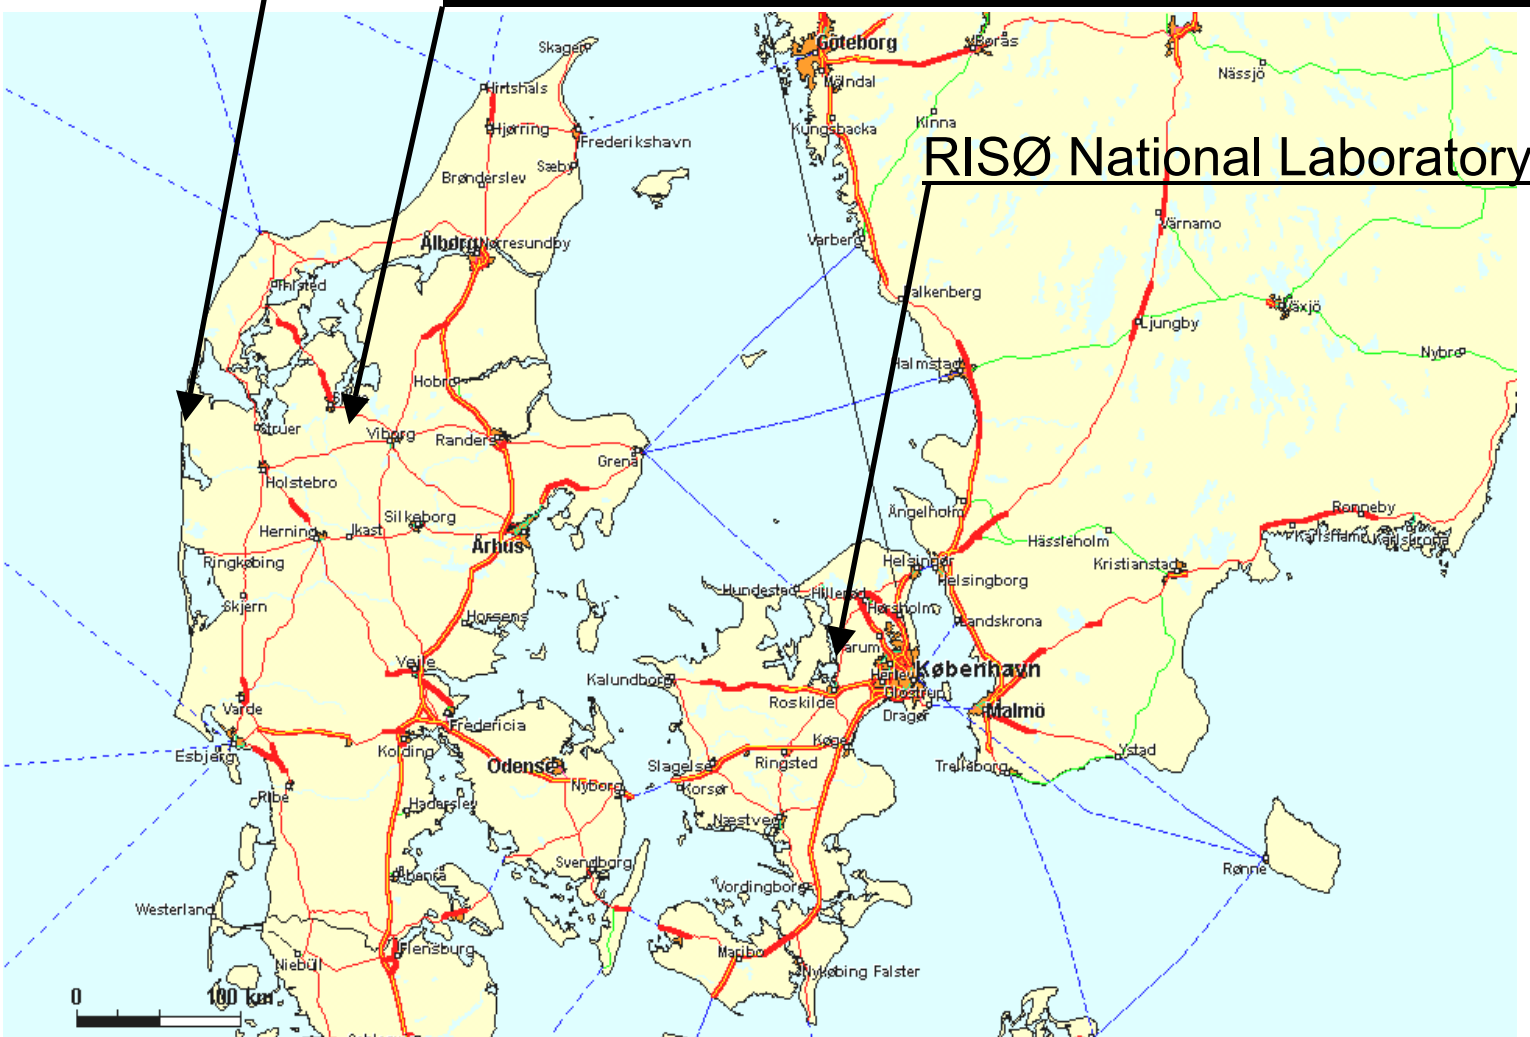 Göteborg
Borås
Skagen
Nässjö
Mölndal
Hirtshals
Kinna
Kungsbacka
Hjørring
Frederikshavn
RISØ National Laboratory
Sæby
Brønderslev
Värnamo
Varberg
Ålborg
Nørresundby
Thisted
Falkenberg
Växjö
Ljungby
Nybro
Halmstad
Hobro
Struer
Viborg
Randers
Grenå
Holstebro
Ronneby
Ängelholm
Silkeborg
Herning
Ikast
Hässleholm
Karlshamn
Karlskrona
Århus
Ringkøbing
Helsingør
Kristianstad
Helsingborg
Hundested
Hillerød
Skjern
Hørsholm
Horsens
Landskrona
Farum
Vejle
København
Kalundborg
Herlev
Glostrup
Roskilde
Varde
Malmö
Dragør
Fredericia
Køge
Kolding
Esbjerg
Ystad
Ringsted
Odense
Slagelse
Trelleborg
Nyborg
Korsør
Ribe
Haderslev
Næstved
Svendborg
Rønne
Åbenrå
Vordingborg
Westerland
Flensburg
Maribo
Niebüll
Nykøbing Falster
0 100 km